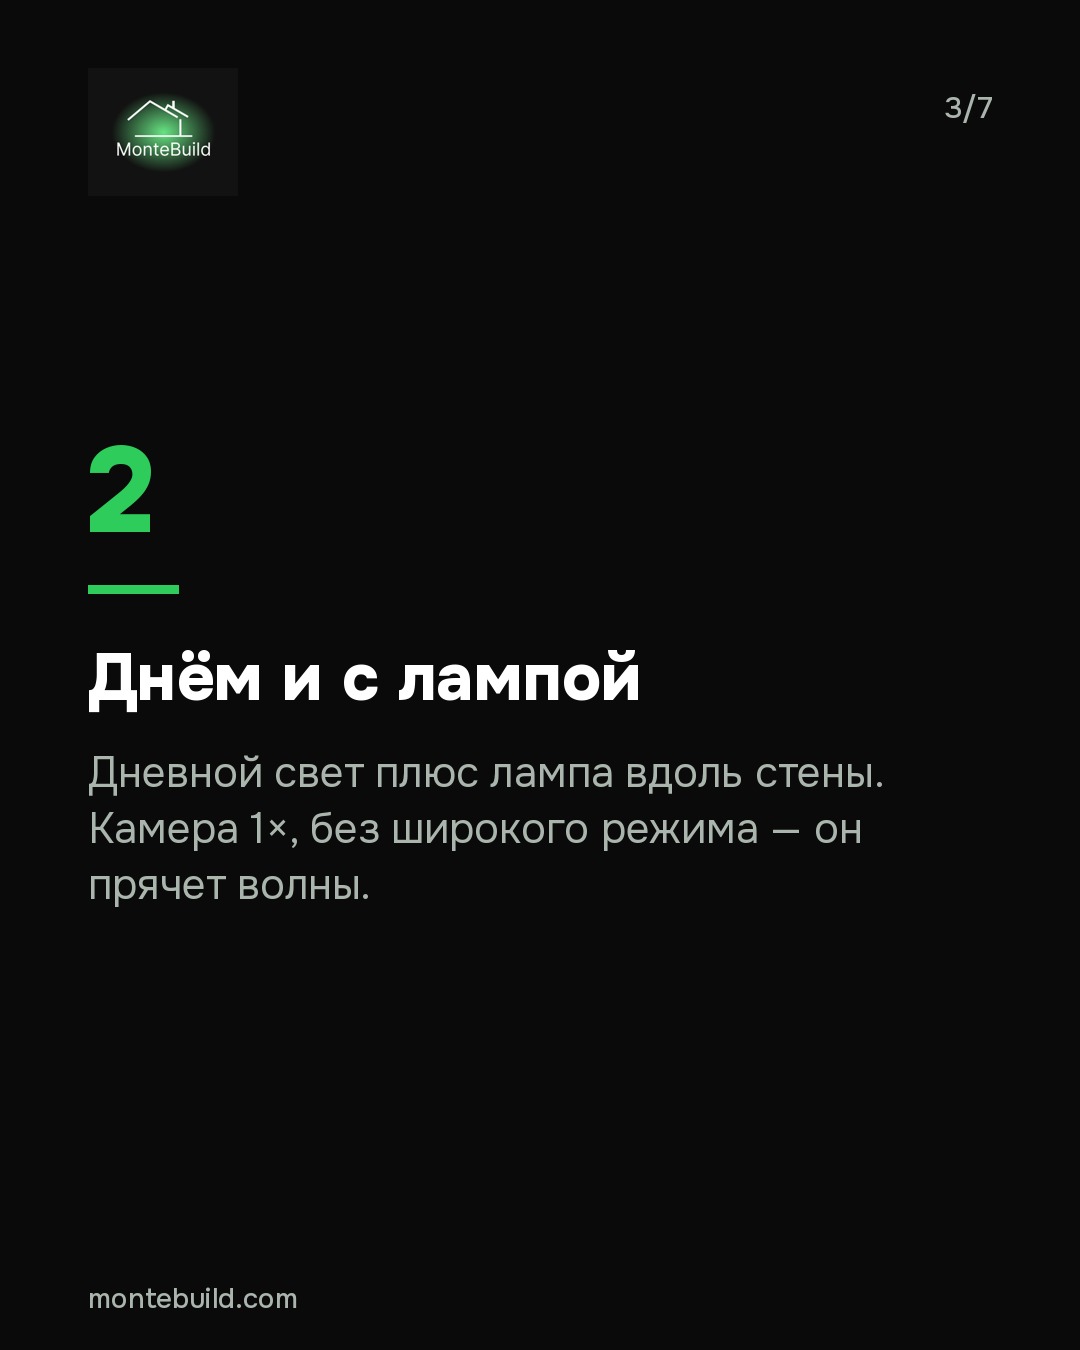 MonteBuild
3/7
2
Днём и с лампой
Дневной свет плюс лампа вдоль стены.
Камера 1×, без широкого режима — он
прячет волны.
montebuild.com